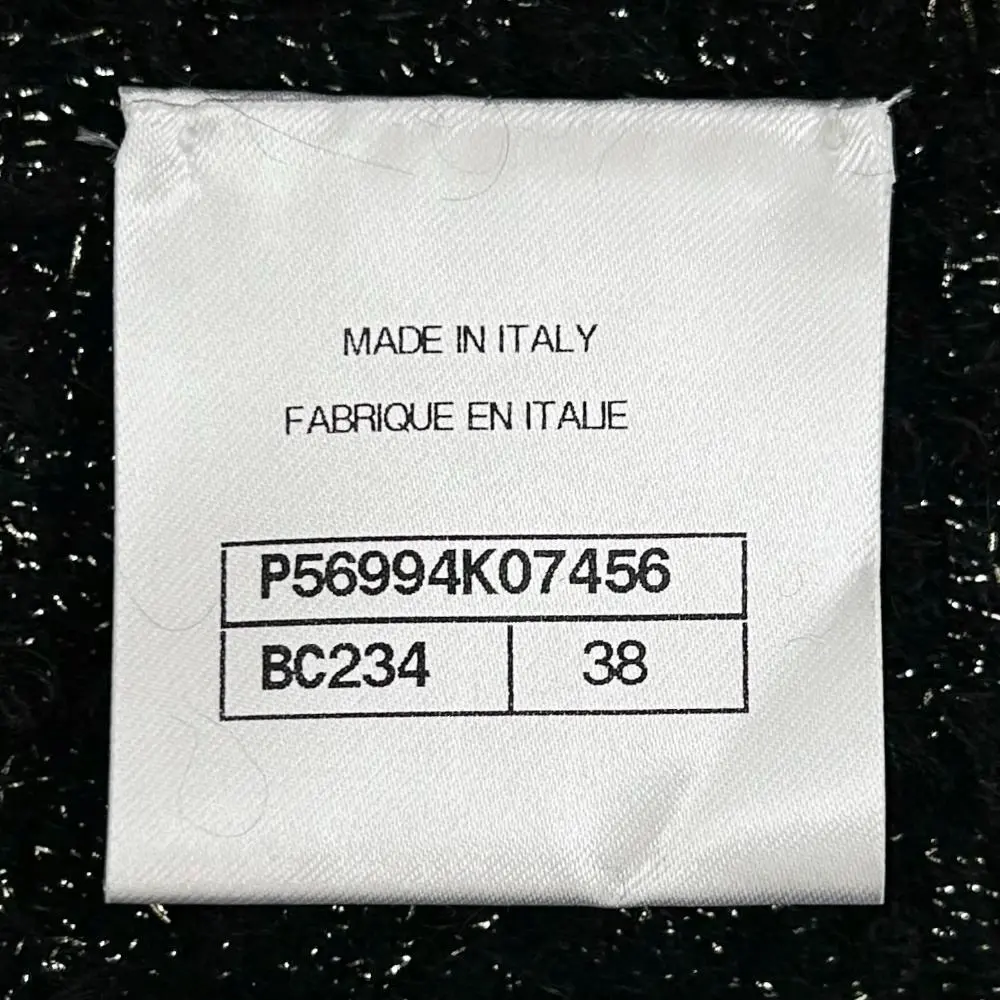 MADE IN ITALY
FABRIQUE EN ITALIE
P56994K07456
BC234 38